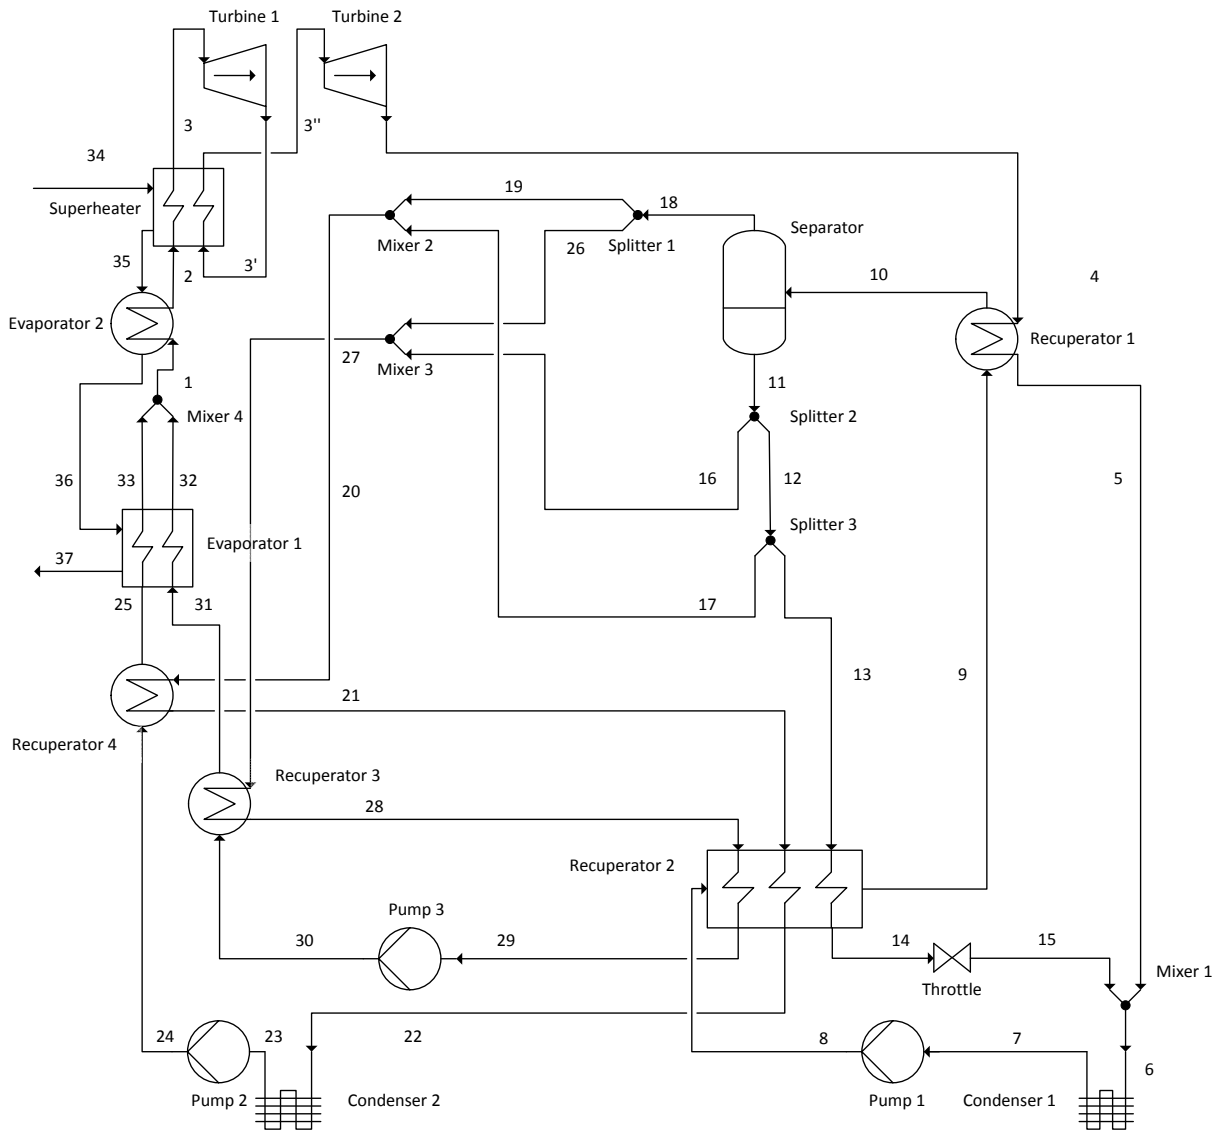 Turbine 1
Turbine 2
3
3''
34
19
18
Superheater
Separator
Mixer 2
26
Splitter 1
35
2
3'
10
4
Evaporator 2
Recuperator 1
27
Mixer 3
1
11
Mixer 4
Splitter 2
36
33
32
16
12
5
20
Splitter 3
Evaporator 1
37
25
31
17
13
9
21
Recuperator 4
Recuperator 3
28
Recuperator 2
Pump 3
30
29
14
15
Mixer 1
Throttle
24
23
22
8
7
6
Pump 2
Condenser 2
Pump 1
Condenser 1